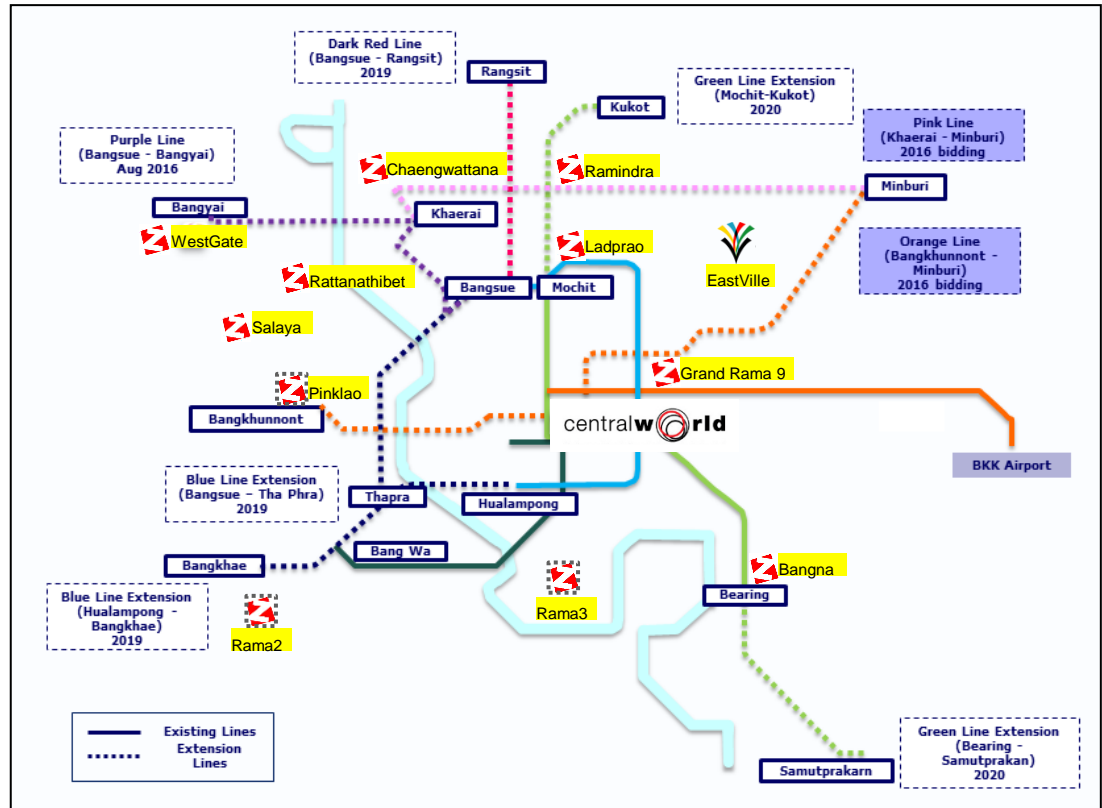 Dark Red Line
(Bangsue - Rangsit)
2019
Rangsit
Kukot
Green Line Extension
(Mochit-Kukot)
2020
Pink Line
(Khaerai - Minburi)
2016 bidding
Purple Line
(Bangsue - Bangyai)
Aug 2016
Chaengwattana
Ramindra
Minburi
Bangyai
Khaerai
WestGate
Ladprao
EastVille
Orange Line
(Bangkhunnont -
Minburi)
2016 bidding
Rattanathibet
Bangsue
Mochit
Salaya
Pinklao
Grand Rama 9
Bangkhunnont
centralworld
BKK Airport
Blue Line Extension
(Bangsue – Tha Phra)
2019
Thapra
Hualampong
Bang Wa
Bangkhae
Bangna
Bearing
Blue Line Extension
(Hualampong -
Bangkhae)
2019
Rama2
Rama3
Existing Lines
Extension
Lines
Samutprakarn
Green Line Extension
(Bearing -
Samutprakan)
2020